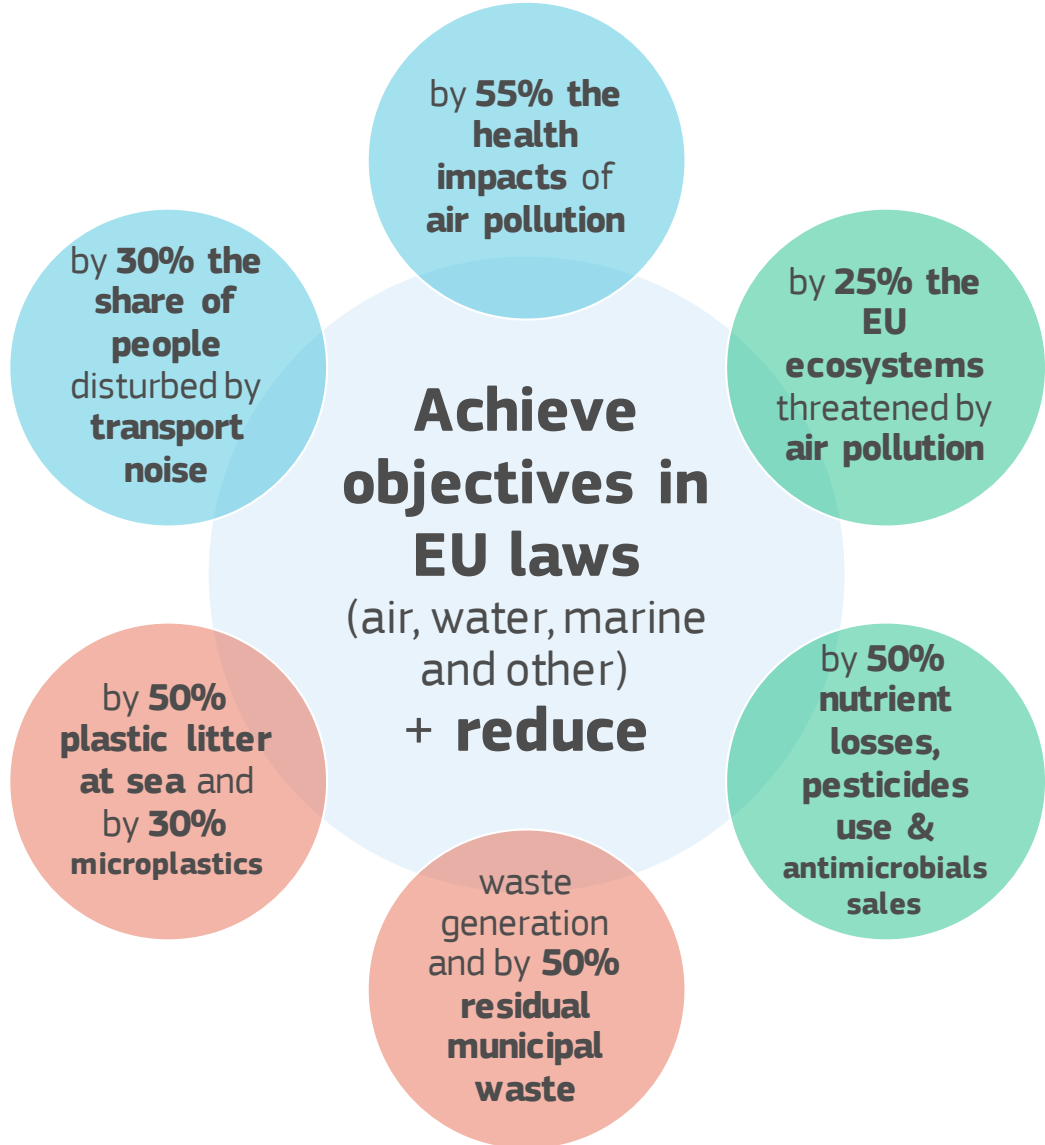 by 55% the
health
impacts of
air pollution
by 30% the
share of
people
disturbed by
transport
noise
by 25% the
EU
ecosystems
threatened by
air pollution
Achieve
objectives in
EU laws
(air, water, marine
and other)
+ reduce
by 50%
plastic litter
at sea and
by 30%
microplastics
by 50%
nutrient
losses,
pesticides
use &
antimicrobials
sales
waste
generation
and by 50%
residual
municipal
waste